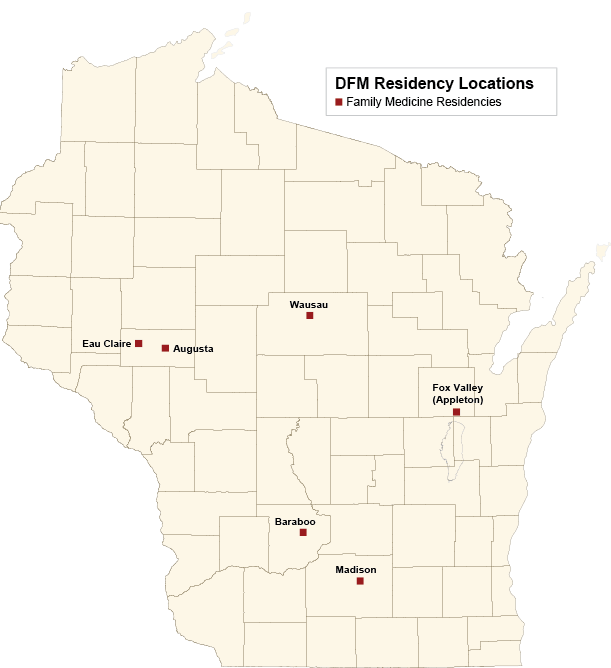 DFM Residency Locations
Family Medicine Residencies
Wausau
Eau Claire
Augusta
Fox Valley
(Appleton)
Baraboo
Madison